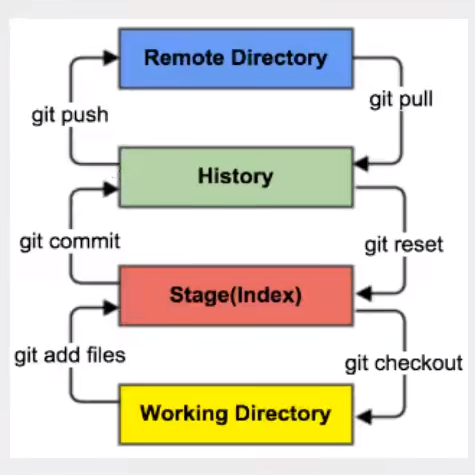 Remote Directory
git push
git pull
History
git commit
git reset
Stage(Index)
git add files
git checkout
Working Directory